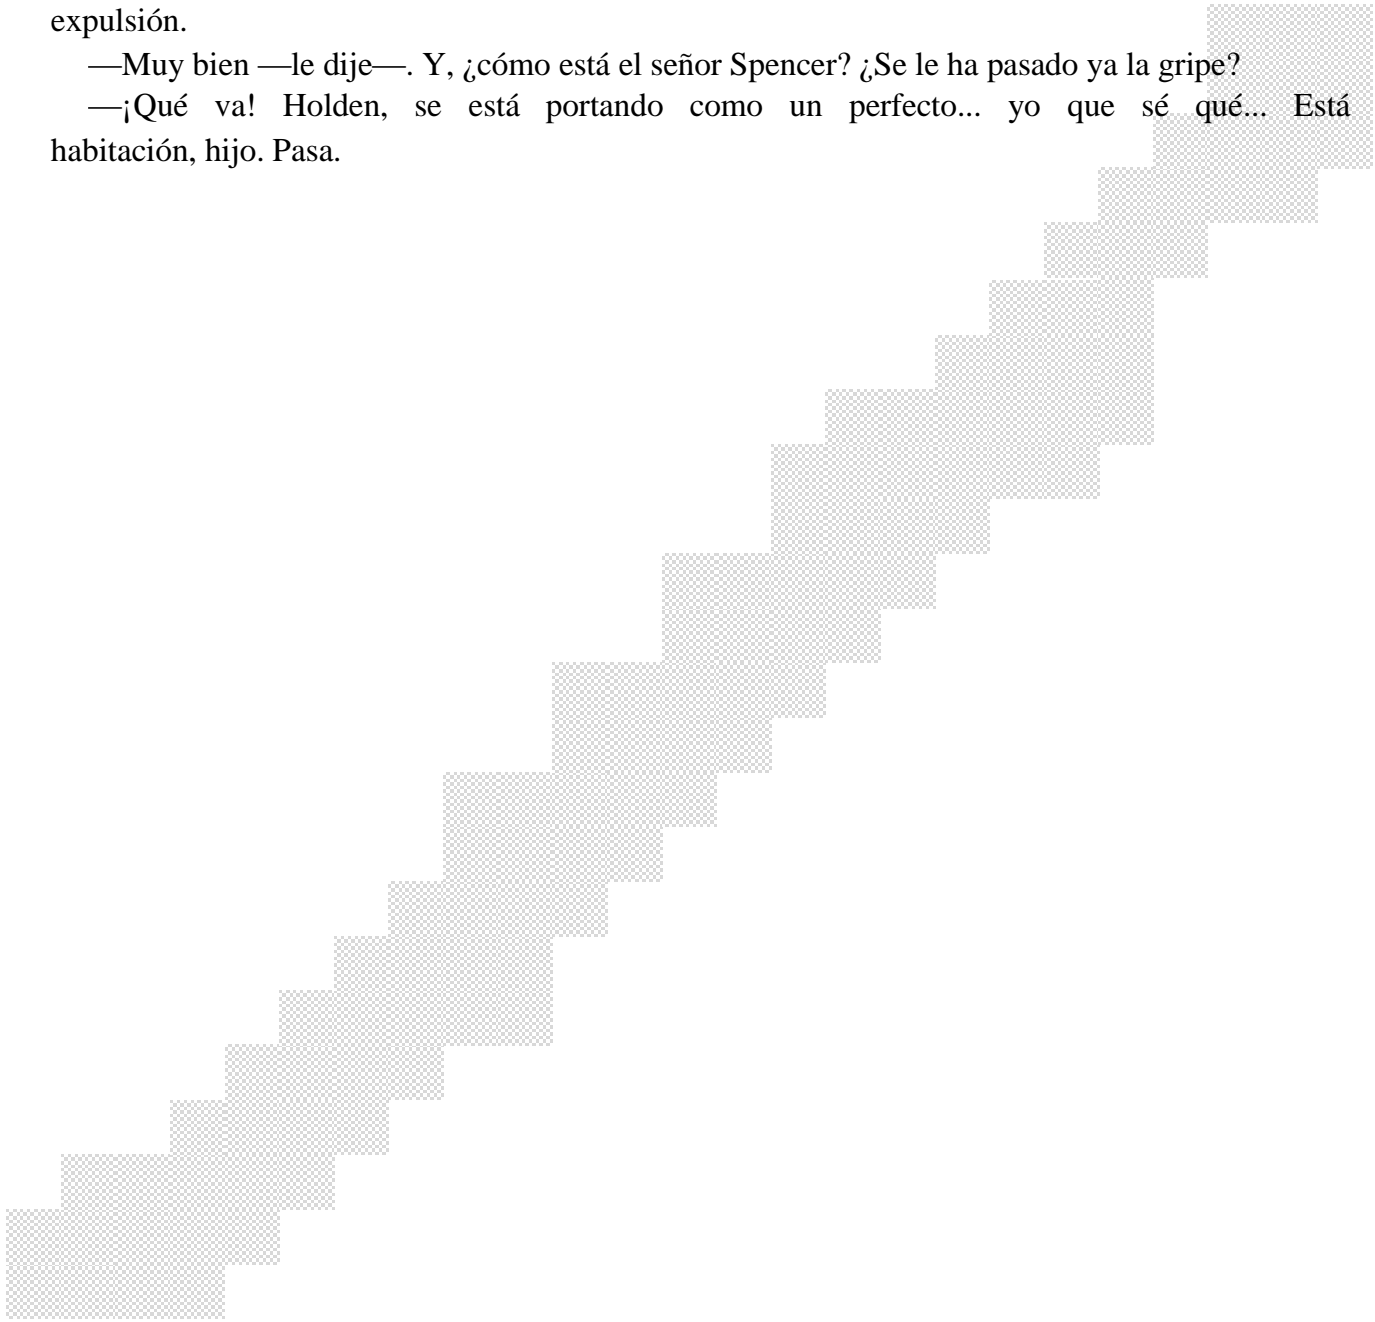 expulsión.
—Muy bien —le dije—. Y, ¿cómo está el señor Spencer? ¿Se le ha pasado ya la gripe?
—¡Qué va! Holden, se está portando como un perfecto... yo que sé qué... Está
habitación, hijo. Pasa.